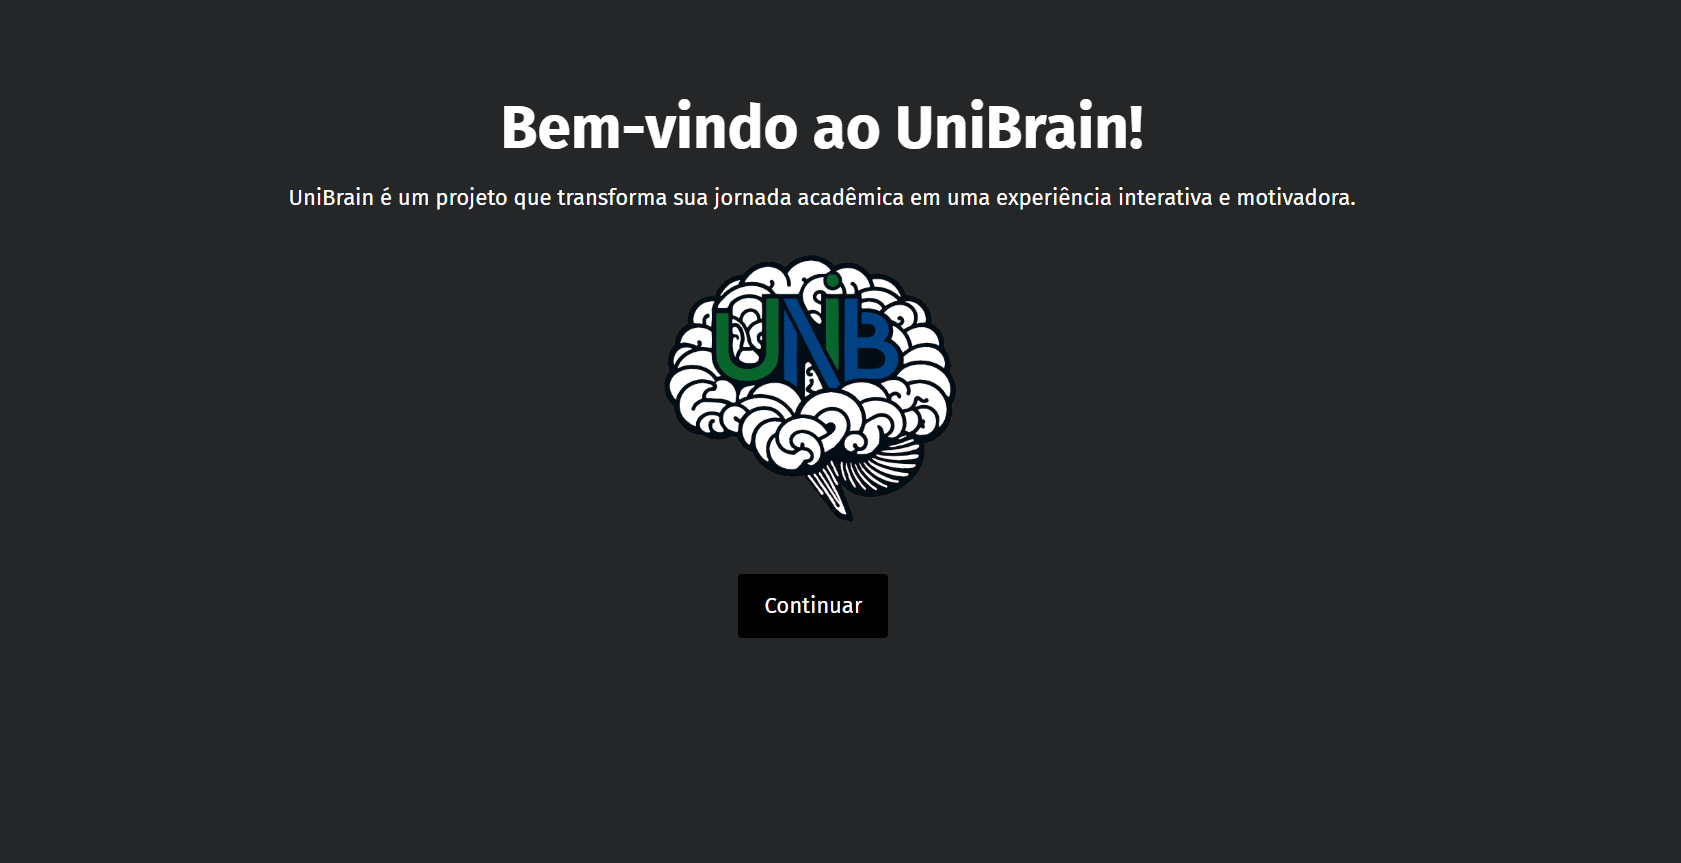 Bem-vindo ao UniBrain!
UniBrain é um projeto que transforma sua jornada acadêmica em uma experiência interativa e motivadora.
UNiB
Continuar